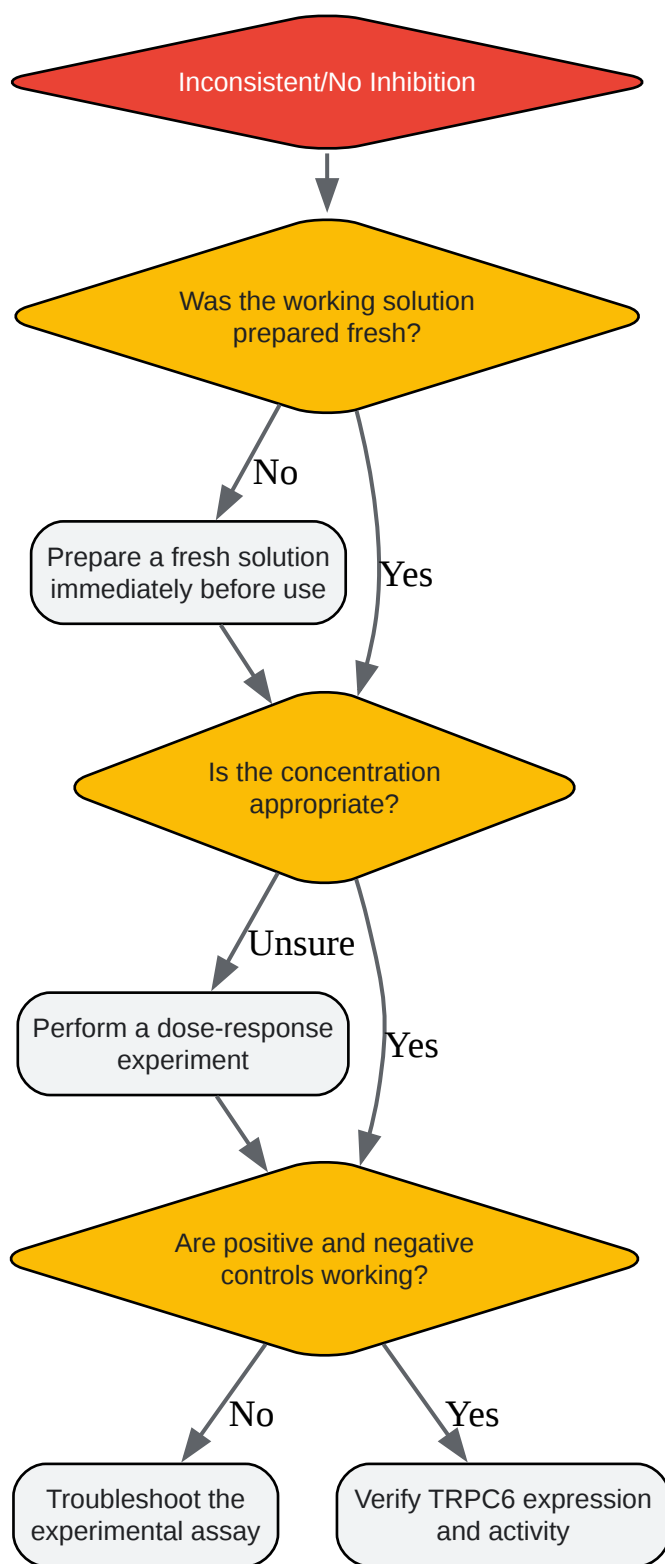 Inconsistent/No Inhibition
Was the working solution
prepared fresh?
No
Prepare a fresh solution
immediately before use
Yes
Is the concentration
appropriate?
Unsure
Perform a dose-response
experiment
Yes
Are positive and negative
controls working?
No
Yes
Troubleshoot the
experimental assay
Verify TRPC6 expression
and activity